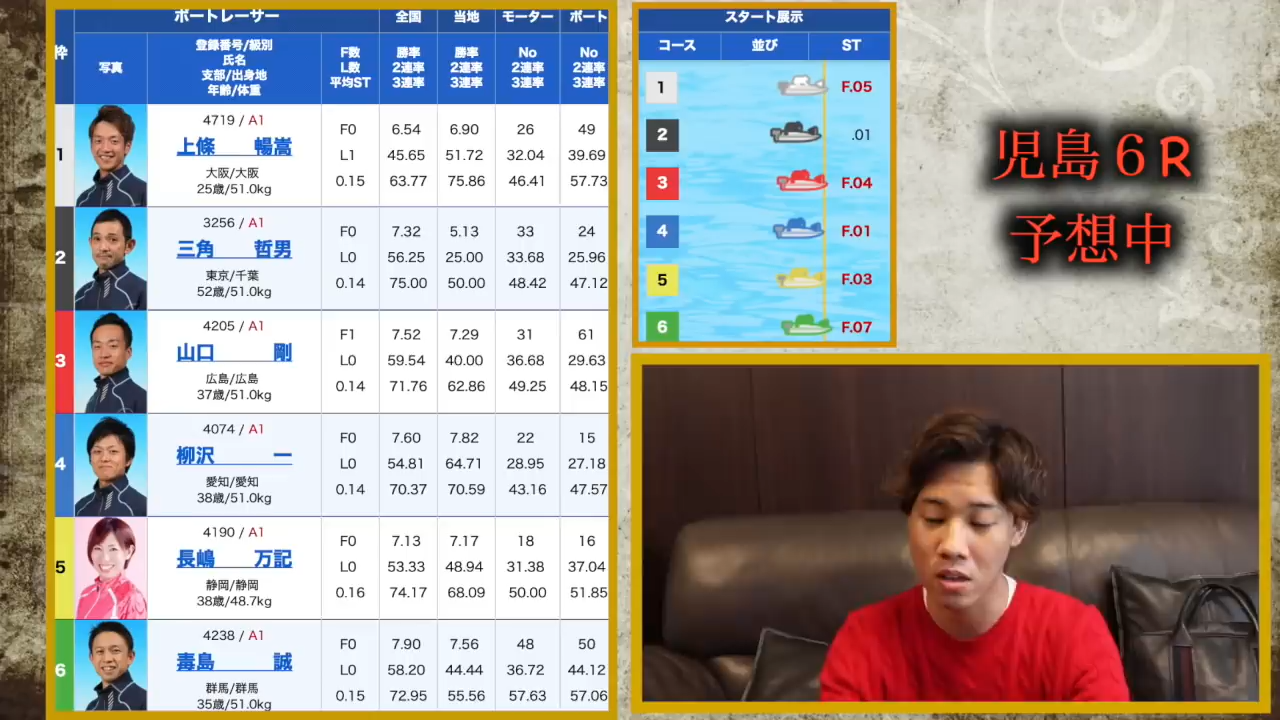 ボートレーサー 全国 当地 モーター ボート
枠 写真 登録番号/級別 氏名 支部/出身地 年齢/体重 F数 L数 平均ST 勝率 2連率 3連率 勝率 2連率 3連率 No 2連率 3連率 No 2連率 3連率
1
4719 / A1
上條 暢嵩
大阪/大阪
25歳/51.0kg
F0 6.54 6.90 26 49
L1 45.65 51.72 32.04 39.69
0.15 63.77 75.86 46.41 57.73
2
3256 / A1
三角 哲男
東京/千葉
52歳/51.0kg
F0 7.32 5.13 33 24
L0 56.25 25.00 33.68 25.96
0.14 75.00 50.00 48.42 47.12
3
4205 / A1
山口 剛
広島/広島
37歳/51.0kg
F1 7.52 7.29 31 61
L0 59.54 40.00 36.68 29.63
0.14 71.76 62.86 49.25 48.15
4
4074 / A1
柳沢 一
愛知/愛知
38歳/51.0kg
F0 7.60 7.82 22 15
L0 54.81 64.71 28.95 27.18
0.14 70.37 70.59 43.16 47.57
5
4190 / A1
長嶋 万記
静岡/静岡
38歳/48.7kg
F0 7.13 7.17 18 16
L0 53.33 48.94 31.38 37.04
0.16 74.17 68.09 50.00 51.85
6
4238 / A1
毒島 誠
群馬/群馬
35歳/51.0kg
F0 7.90 7.56 48 50
L0 58.20 44.44 36.72 44.12
0.15 72.95 55.56 57.63 57.06
スタート展示
コース 並び ST
1 F.05
2 .01
3 F.04
4 F.01
5 F.03
6 F.07
児島６R
予想中